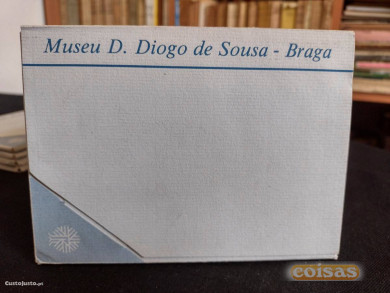 Museu D. Diogo de Sousa - Braga
coisas
CustoJusto.pt